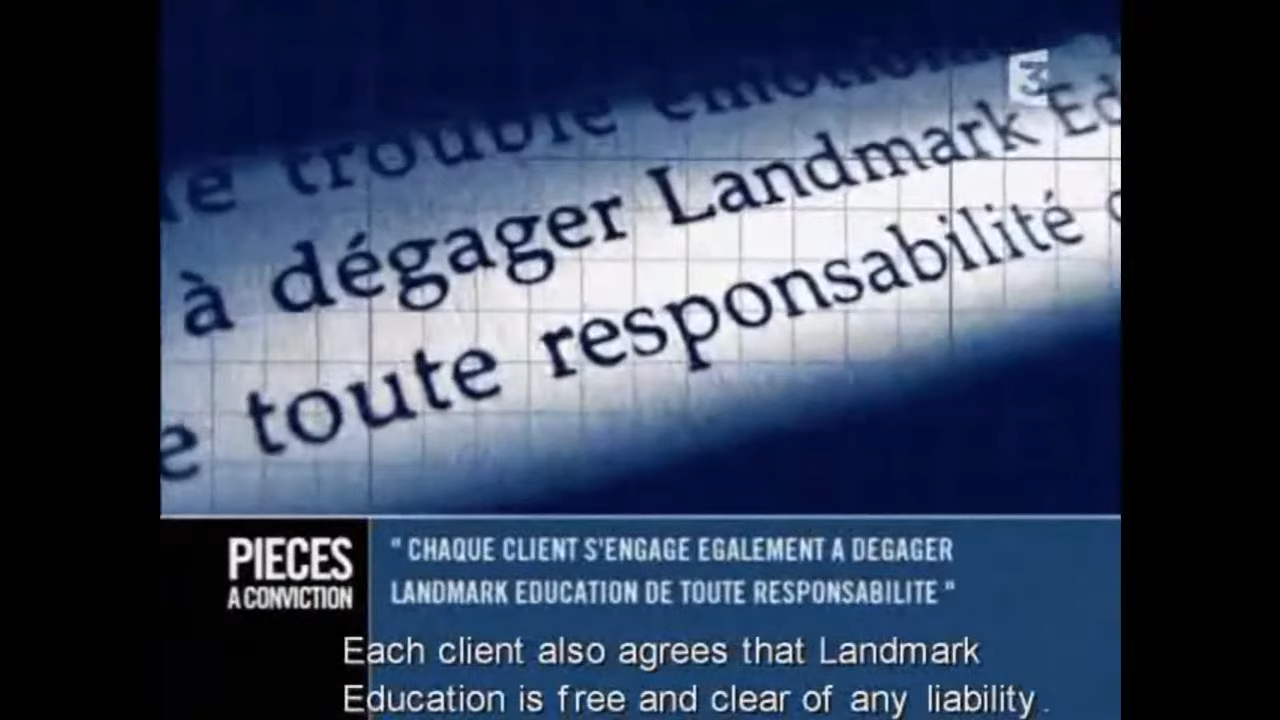 3
trouble émotionn
à dégager Landmark Ed
toute responsabilité
PIECES
A CONVICTION
" CHAQUE CLIENT S'ENGAGE EGALEMENT A DEGAGER
LANDMARK EDUCATION DE TOUTE RESPONSABILITE "
Each client also agrees that Landmark
Education is free and clear of any liability.